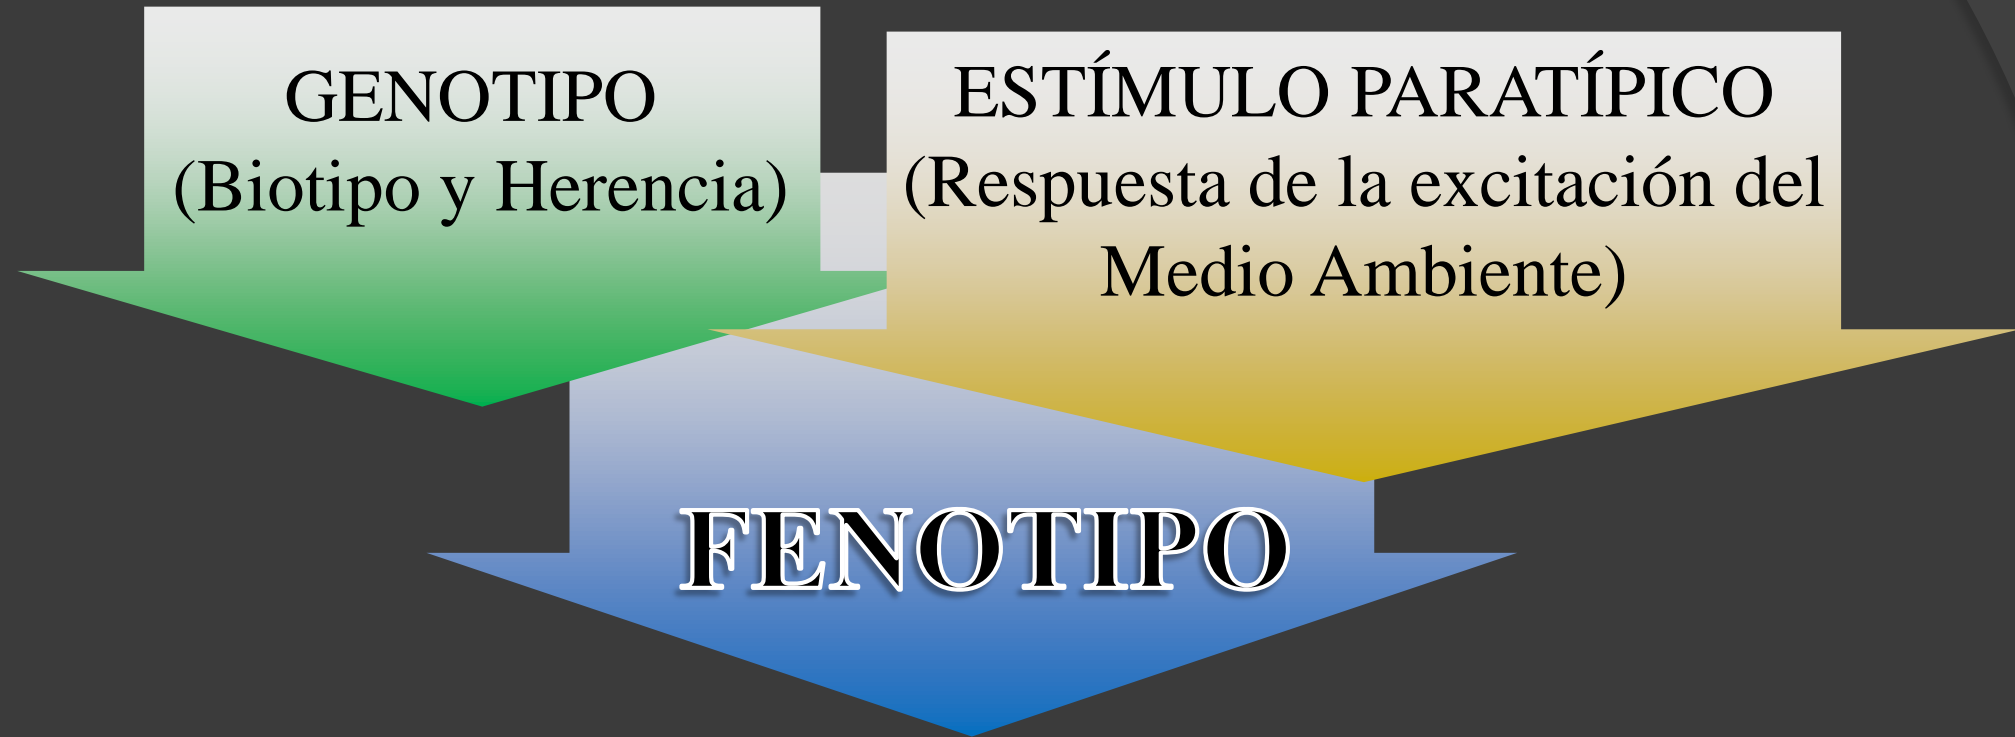 GENOTIPO
(Biotipo y Herencia)
ESTÍMULO PARATÍPICO
(Respuesta de la excitación del
Medio Ambiente)
FENOTIPO